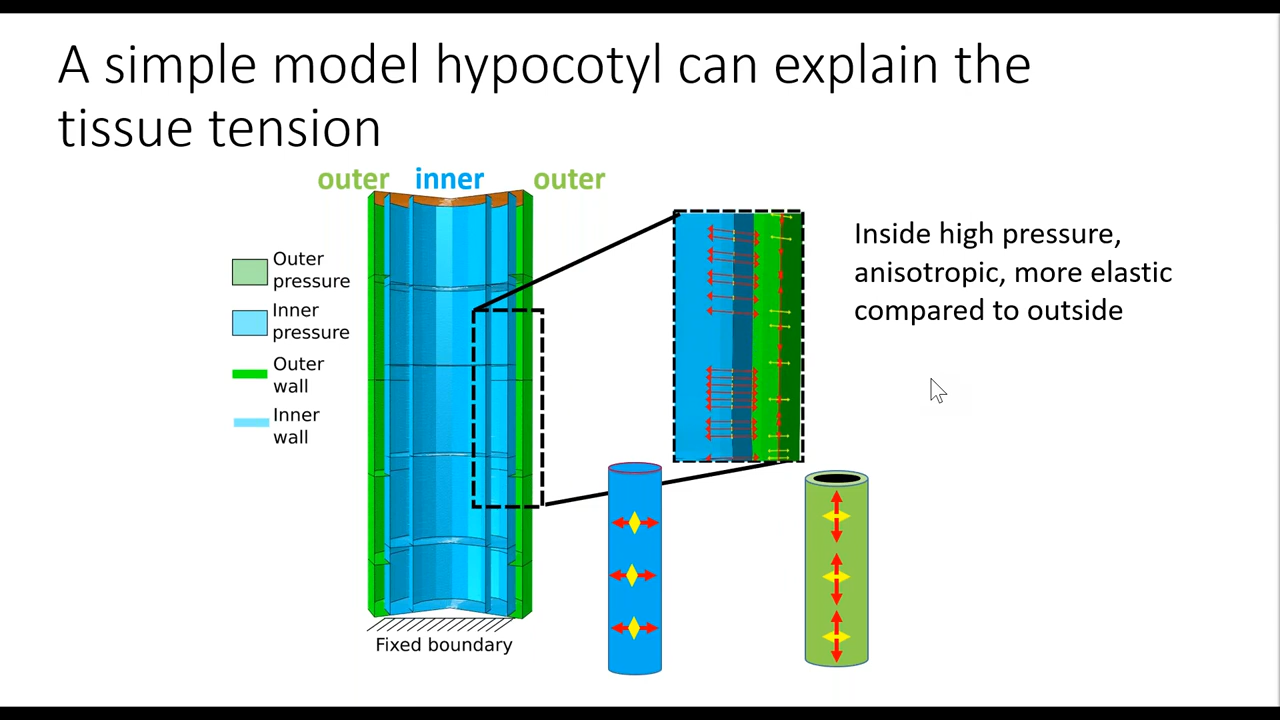 A simple model hypocotyl can explain the
tissue tension
outer inner outer
Outer
pressure
Inner
pressure
Outer
wall
Inner
wall
Fixed boundary
Inside high pressure,
anisotropic, more elastic
compared to outside